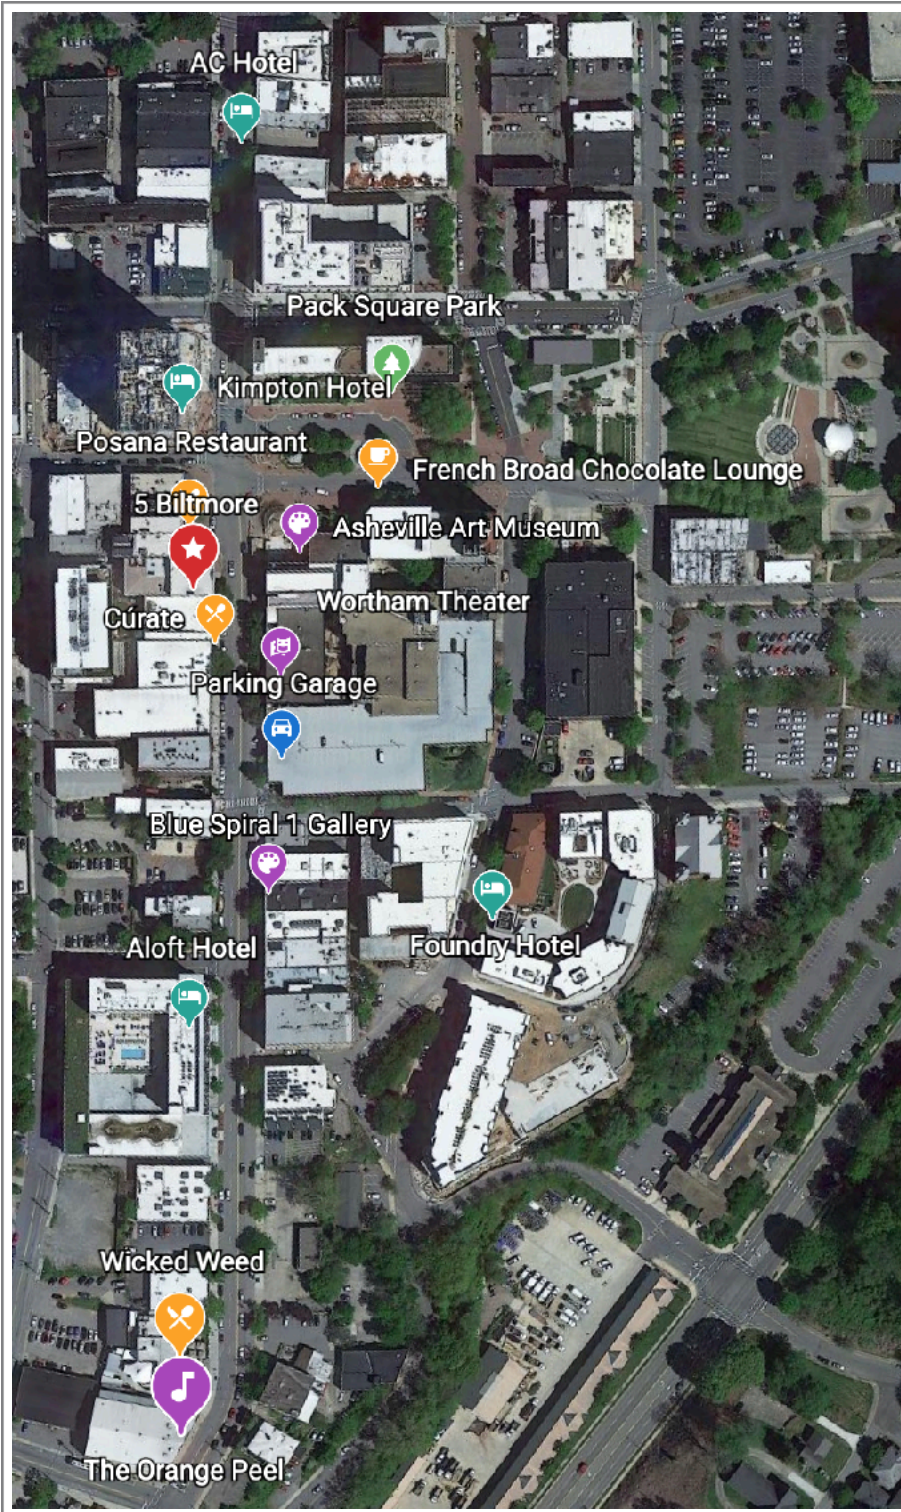 AC Hotel
Pack Square Park
Kimpton Hotel
Posana Restaurant
French Broad Chocolate Lounge
5 Biltmore
Asheville Art Museum
Wortham Theater
Cúrate
Parking Garage
Blue Spiral 1 Gallery
Aloft Hotel
Foundry Hotel
Wicked Weed
The Orange Peel